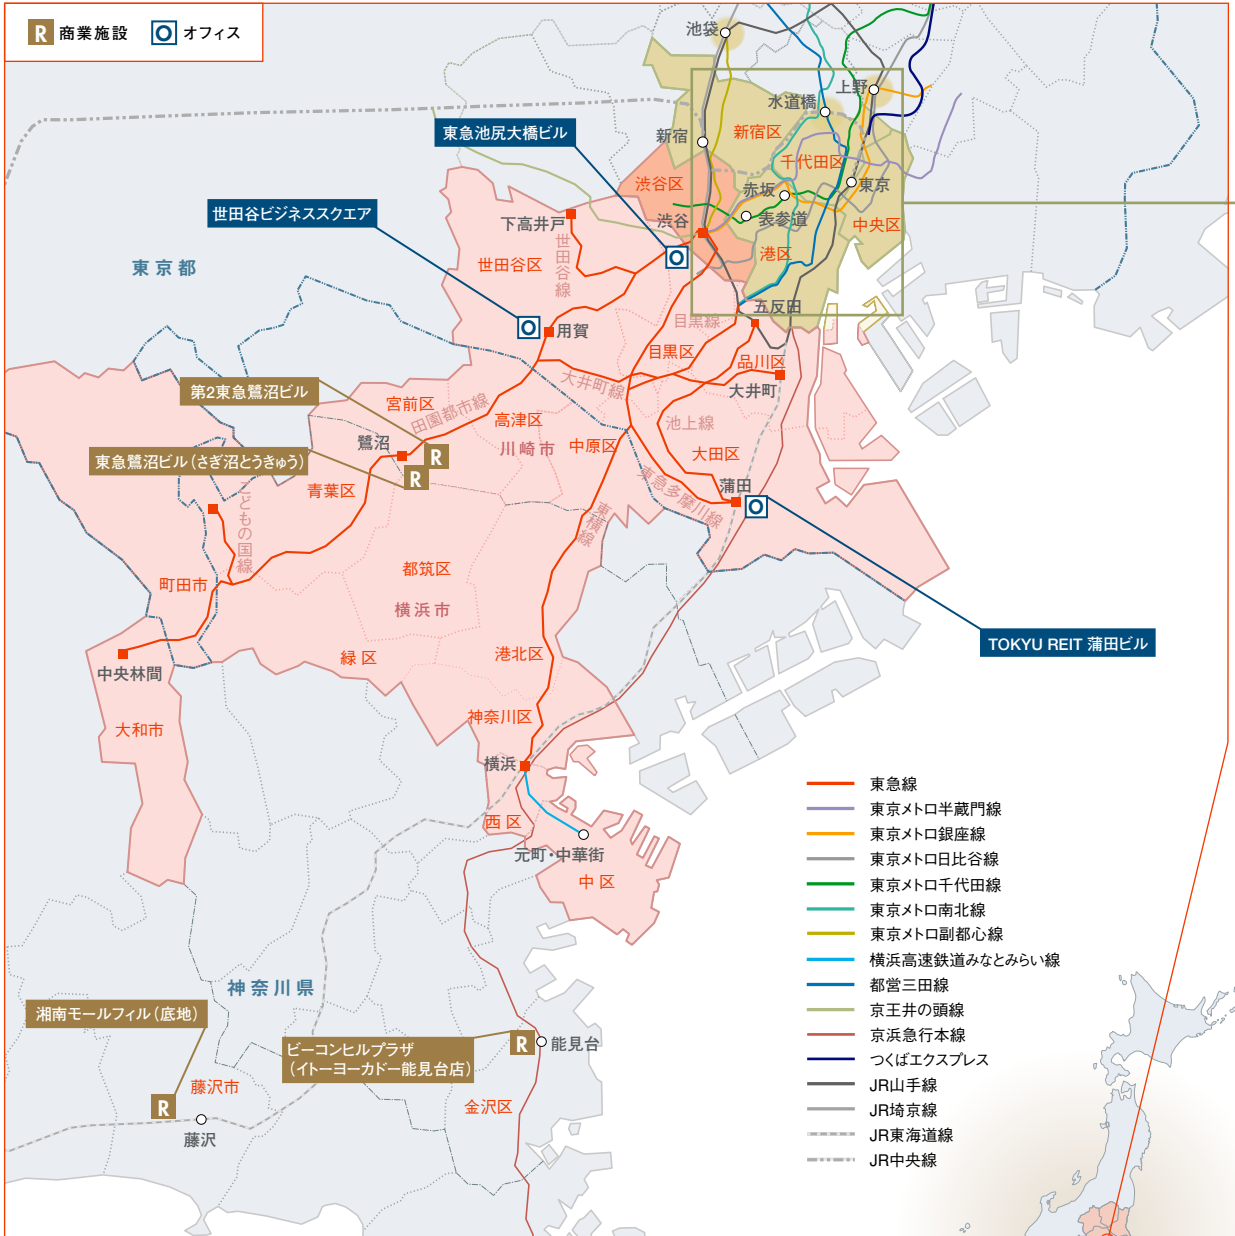 R 商業施設 O オフィス
池袋
上野
水道橋
東急池尻大橋ビル
新宿
新宿区
千代田区
渋谷区
赤坂
東京
世田谷ビジネススクエア
下高井戸
渋谷
表参道
中央区
東京都
世田谷区
世田谷線
O
港区
五反田
O
用賀
目黒線
目黒区
品川区
大井町線
大井町
第2東急鷺沼ビル
宮前区
田園都市線
高津区
池上線
鷺沼
川崎市
中原区
大田区
東急鷺沼ビル（さぎ沼とうきゅう）
R
R
青葉区
こどもの国線
東急多摩川線
蒲田
O
東横線
都筑区
町田市
横浜市
TOKYU REIT 蒲田ビル
緑区
港北区
中央林間
大和市
神奈川区
横浜
西区
元町・中華街
中区
東急線
東京メトロ半蔵門線
東京メトロ銀座線
東京メトロ日比谷線
東京メトロ千代田線
東京メトロ南北線
東京メトロ副都心線
横浜高速鉄道みなとみらい線
都営三田線
京王井の頭線
京浜急行本線
つくばエクスプレス
JR山手線
JR埼京線
JR東海道線
JR中央線
神奈川県
湘南モールフィル（底地）
ビーコンヒルプラザ
（イトーヨーカドー能見台店）
R
能見台
藤沢市
R
金沢区
藤沢